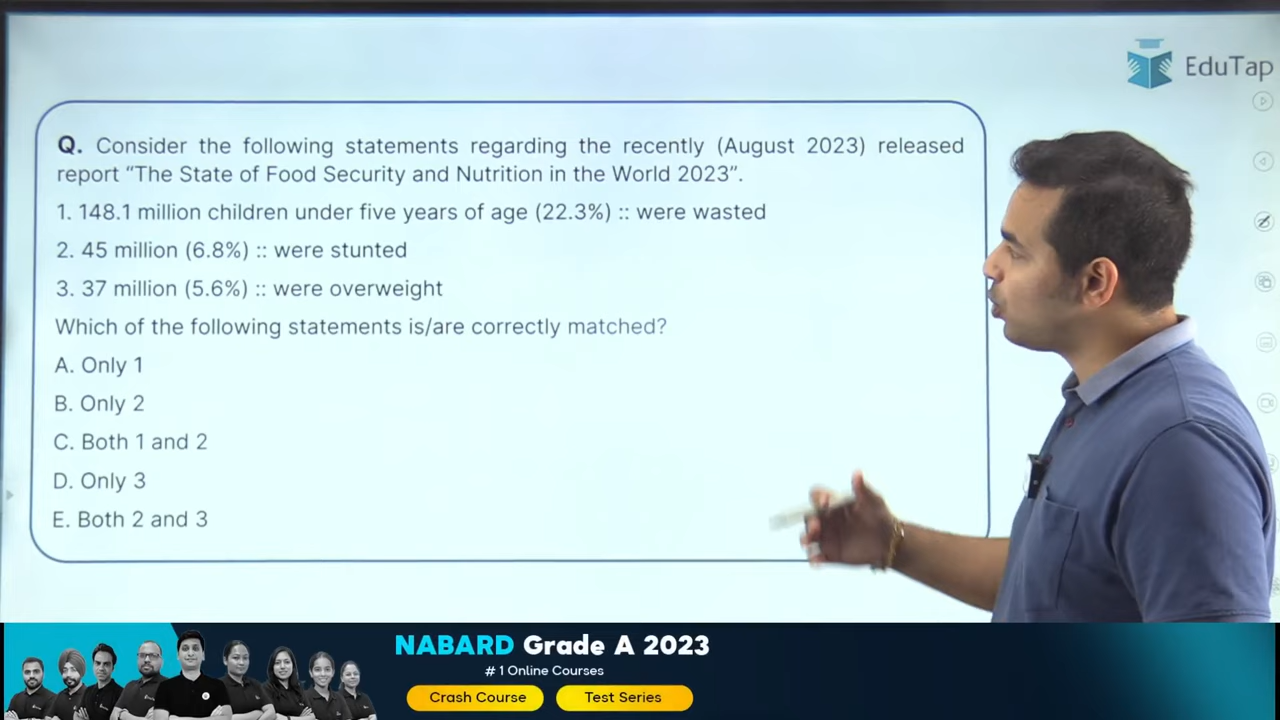 EduTap
Q. Consider the following statements regarding the recently (August 2023) released
report “The State of Food Security and Nutrition in the World 2023”.
1. 148.1 million children under five years of age (22.3%) :: were wasted
2. 45 million (6.8%) :: were stunted
3. 37 million (5.6%) :: were overweight
Which of the following statements is/are correctly matched?
A. Only 1
B. Only 2
C. Both 1 and 2
D. Only 3
E. Both 2 and 3
NABARD Grade A 2023
# 1 Online Courses
Crash Course
Test Series